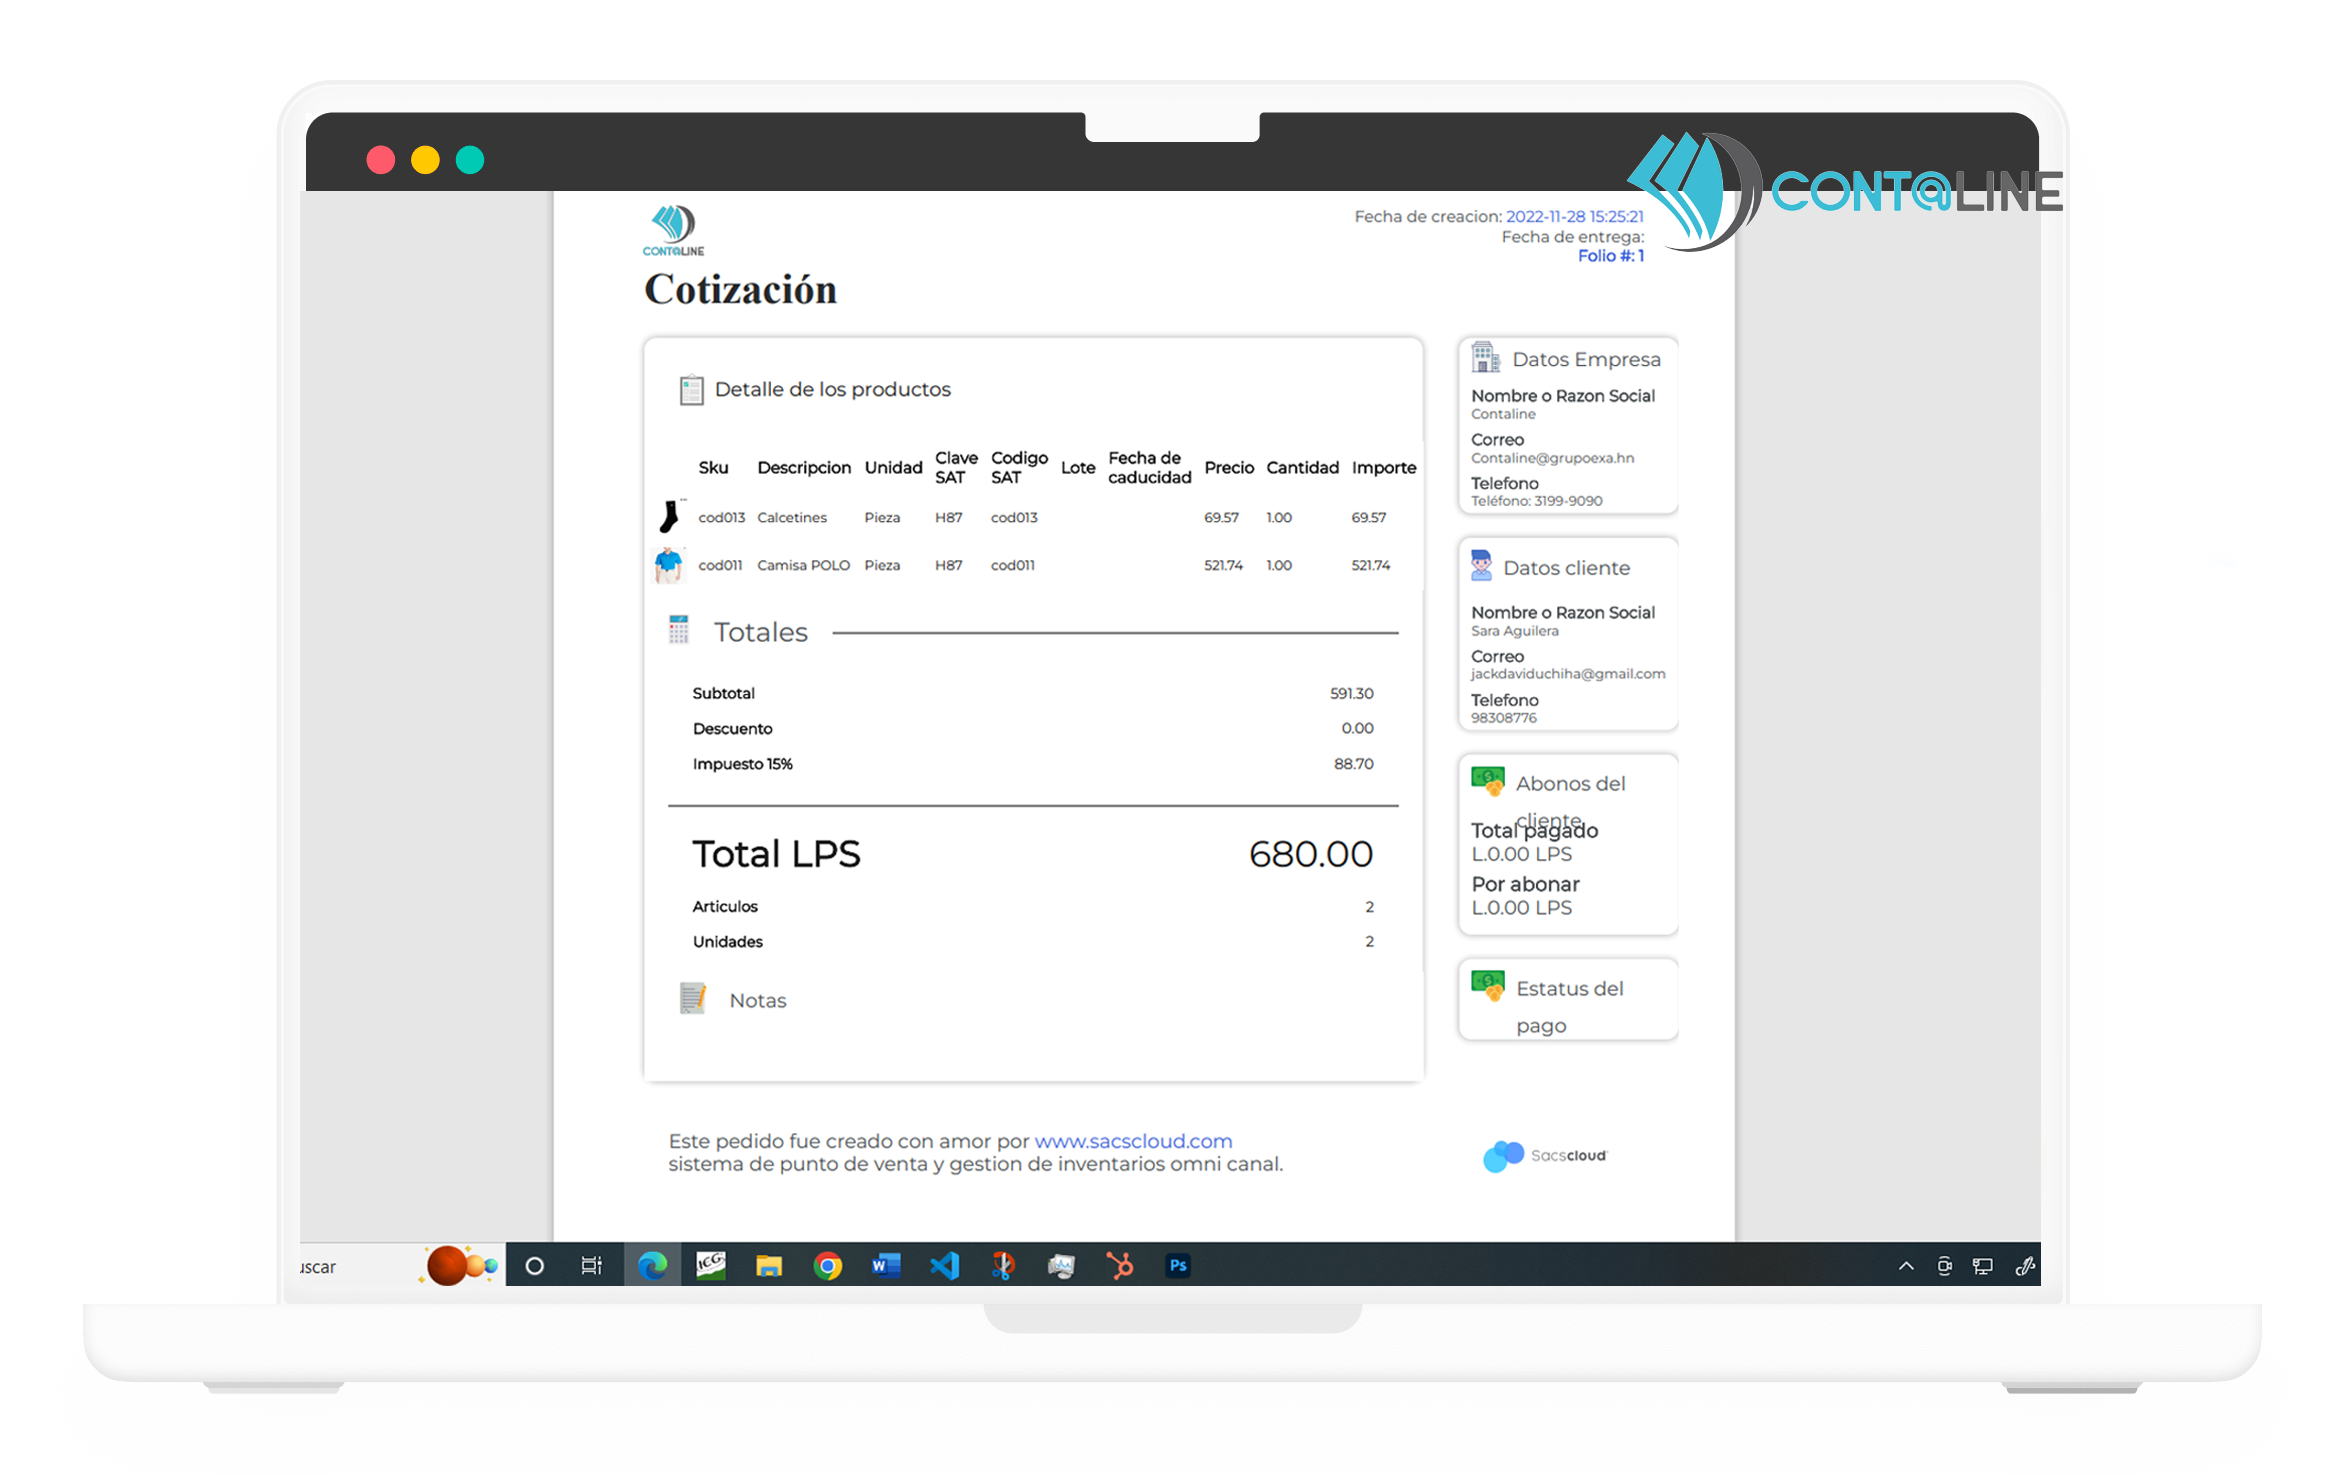 CONT@LINE
CONT@LINE
Fecha de creacion: 2022-11-28 15:25:21
Fecha de entrega:
Folio #: 1
Cotización
Detalle de los productos
Sku Descripcion Unidad Clave SAT Codigo SAT Lote Fecha de caducidad Precio Cantidad Importe
cod013 Calcetines Pieza H87 cod013 69.57 1.00 69.57
cod011 Camisa POLO Pieza H87 cod011 521.74 1.00 521.74
Totales
Subtotal 591.30
Descuento 0.00
Impuesto 15% 88.70
Total LPS 680.00
Articulos 2
Unidades 2
Notas
Datos Empresa
Nombre o Razon Social
Contaline
Correo
Contaline@grupoexa.hn
Telefono
Teléfono: 3199-9090
Datos cliente
Nombre o Razon Social
Sara Aguilera
Correo
jackdaviduchiha@gmail.com
Telefono
98308776
Abonos del
cliente
Total pagado
L.0.00 LPS
Por abonar
L.0.00 LPS
Estatus del
pago
Este pedido fue creado con amor por www.sacscloud.com
sistema de punto de venta y gestion de inventarios omni canal.
Sacscloud
uscar
ICG
W
Ps